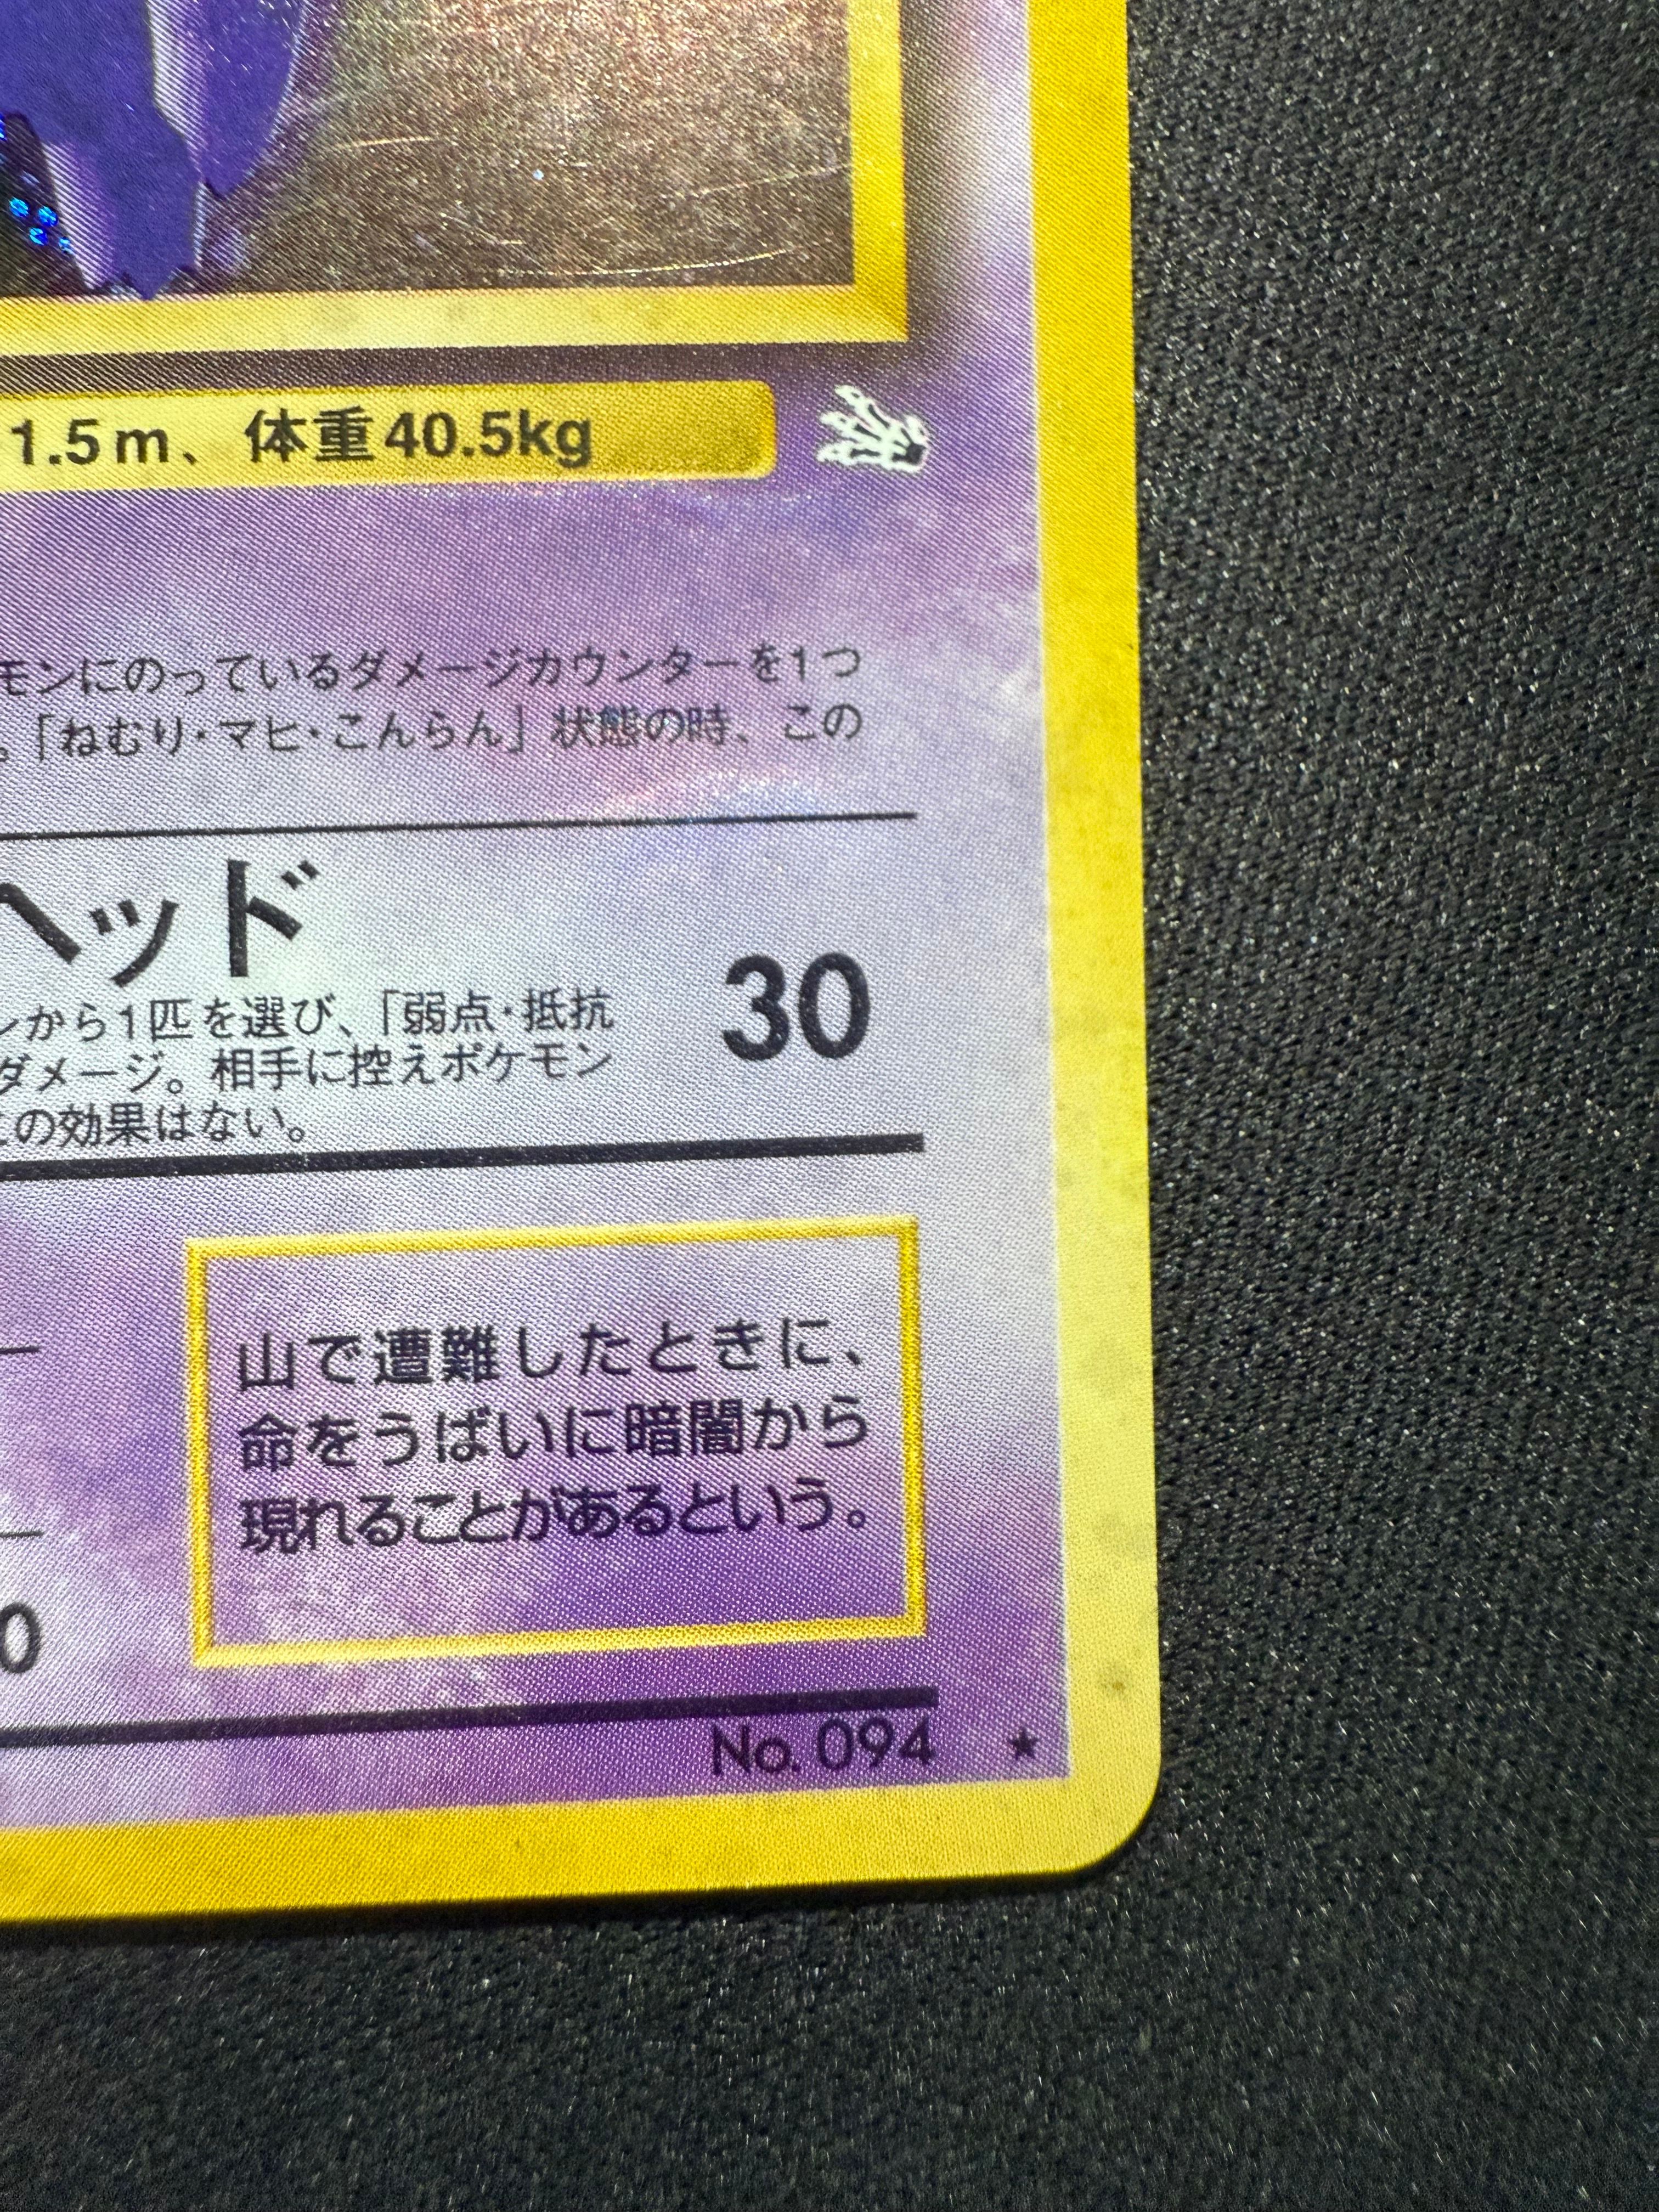 1.5m、体重40.5kg
モンにのっているダメージカウンターを1つ
。「ねむり・マヒ・こんらん」状態の時、この
ヘッド
30
ンから1匹を選び、「弱点・抵抗
ダメージ。相手に控えポケモン
この効果はない。
山で遭難したときに、
命をうばいに暗闇から
現れることがあるという。
0
No. 094 ★